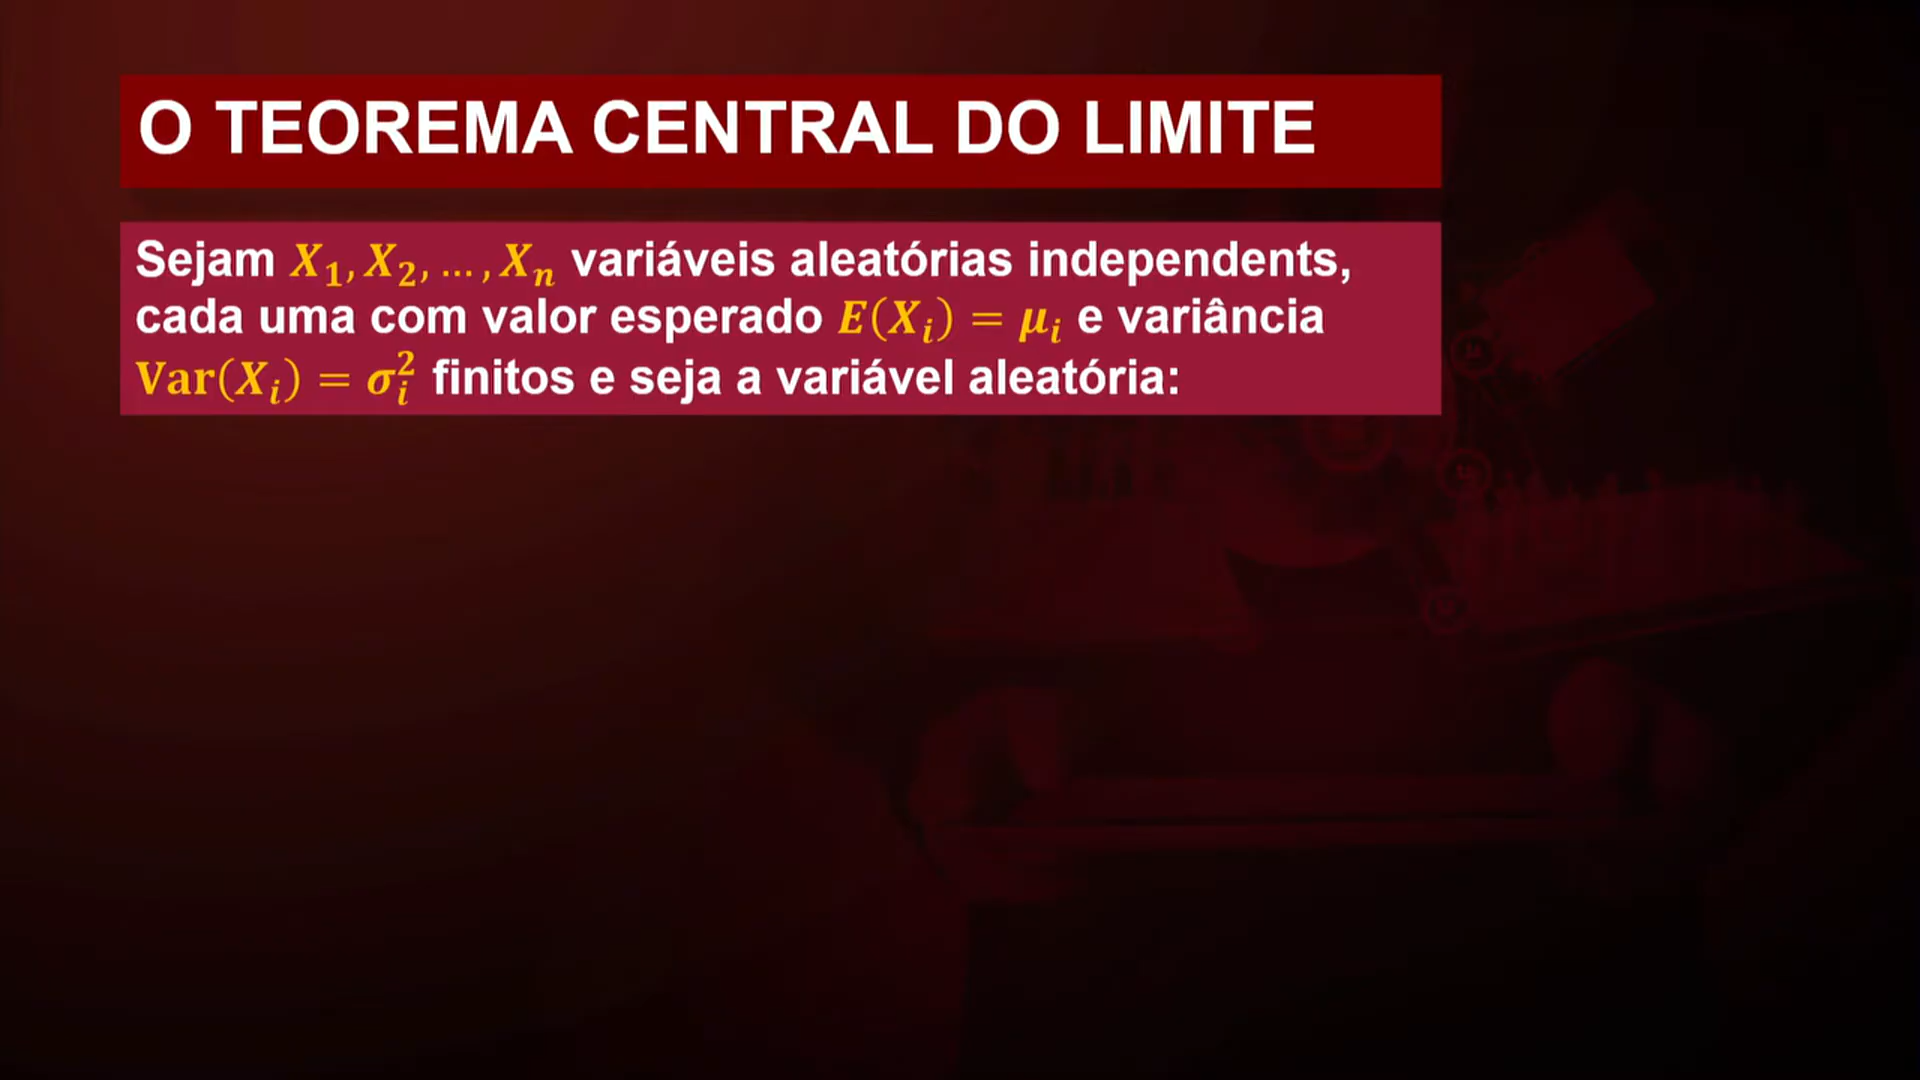 O TEOREMA CENTRAL DO LIMITE
Sejam X₁, X₂, … , Xₙ variáveis aleatórias independents,
cada uma com valor esperado E(Xᵢ) = μᵢ e variância
Var(Xᵢ) = σᵢ² finitos e seja a variável aleatória: